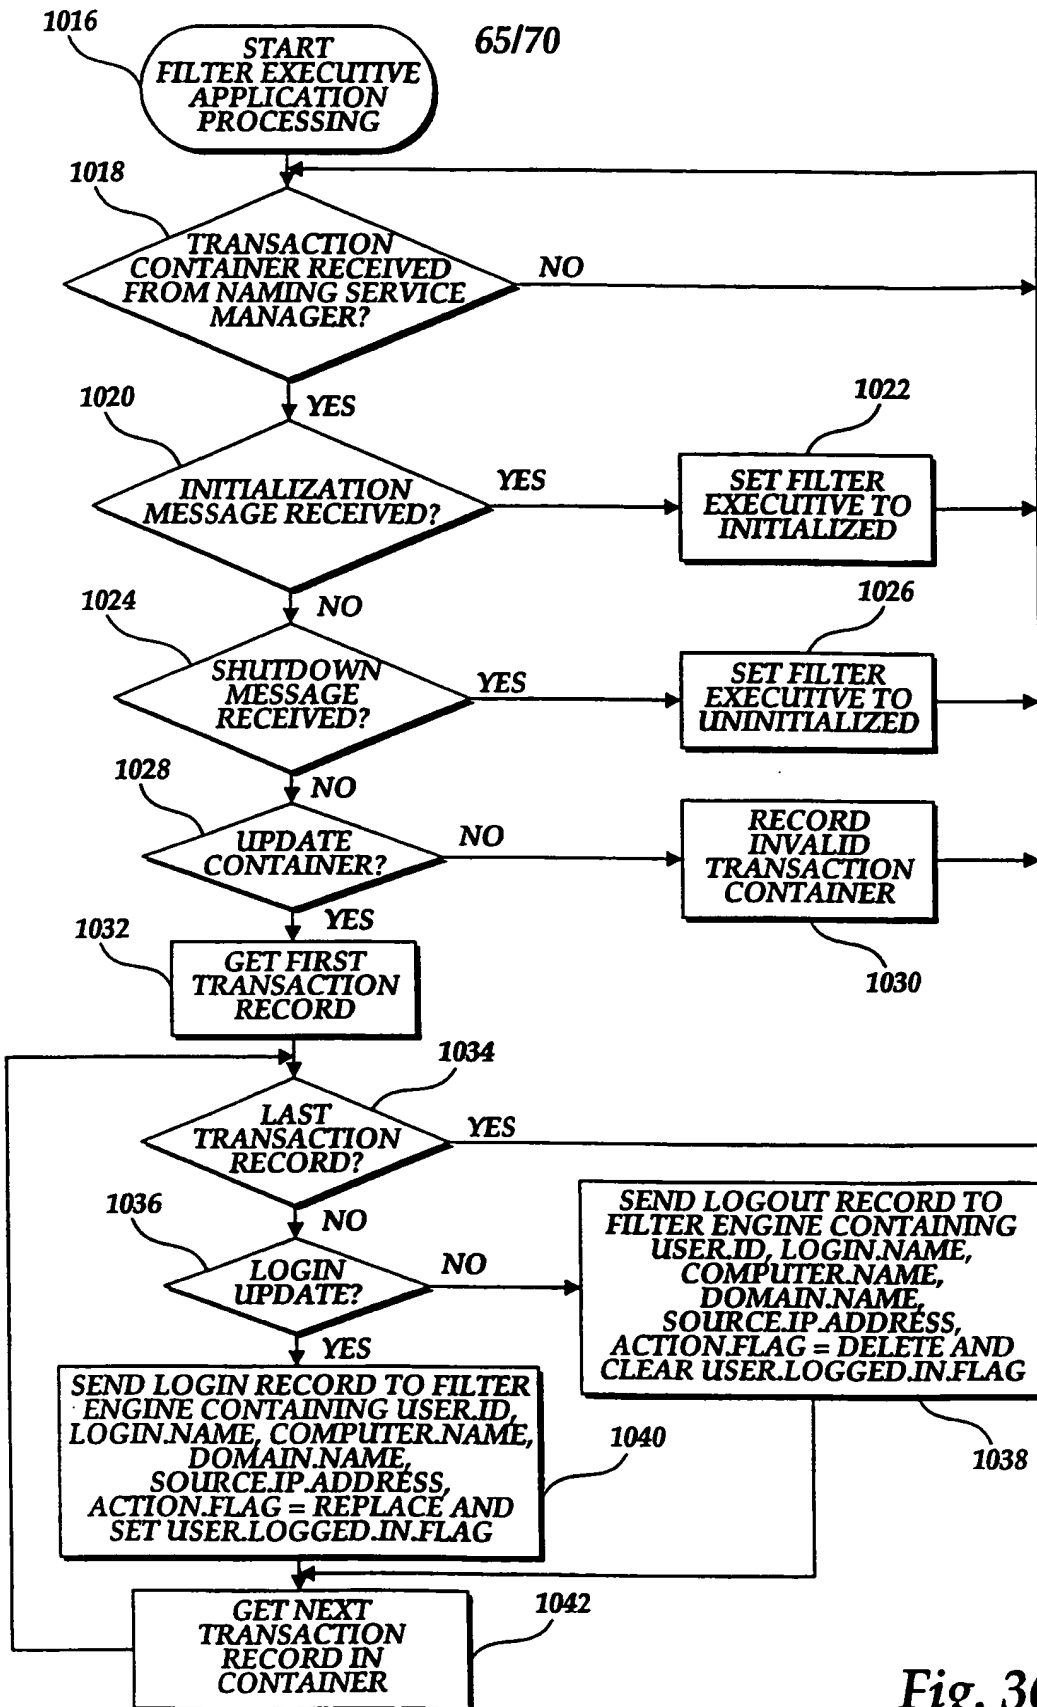 1016
START
FILTER EXECUTIVE
APPLICATION
PROCESSING
65/70
1018
TRANSACTION
CONTAINER RECEIVED
FROM NAMING SERVICE
MANAGER?
NO
YES
1020
INITIALIZATION
MESSAGE RECEIVED?
YES
1022
SET FILTER
EXECUTIVE TO
INITIALIZED
NO
1024
SHUTDOWN
MESSAGE
RECEIVED?
YES
1026
SET FILTER
EXECUTIVE TO
UNINITIALIZED
NO
1028
UPDATE
CONTAINER?
NO
RECORD
INVALID
TRANSACTION
CONTAINER
1030
YES
1032
GET FIRST
TRANSACTION
RECORD
1034
LAST
TRANSACTION
RECORD?
YES
NO
1036
LOGIN
UPDATE?
NO
SEND LOGOUT RECORD TO
FILTER ENGINE CONTAINING
USER.ID, LOGIN.NAME,
COMPUTER.NAME,
DOMAIN.NAME,
SOURCE.IP.ADDRESS,
ACTION.FLAG = DELETE AND
CLEAR USER.LOGGED.IN.FLAG
1038
YES
SEND LOGIN RECORD TO FILTER
ENGINE CONTAINING USER.ID,
LOGIN.NAME, COMPUTER.NAME,
DOMAIN.NAME,
SOURCE.IP.ADDRESS,
ACTION.FLAG = REPLACE AND
SET USER.LOGGED.IN.FLAG
1040
GET NEXT
TRANSACTION
RECORD IN
CONTAINER
1042
Fig.